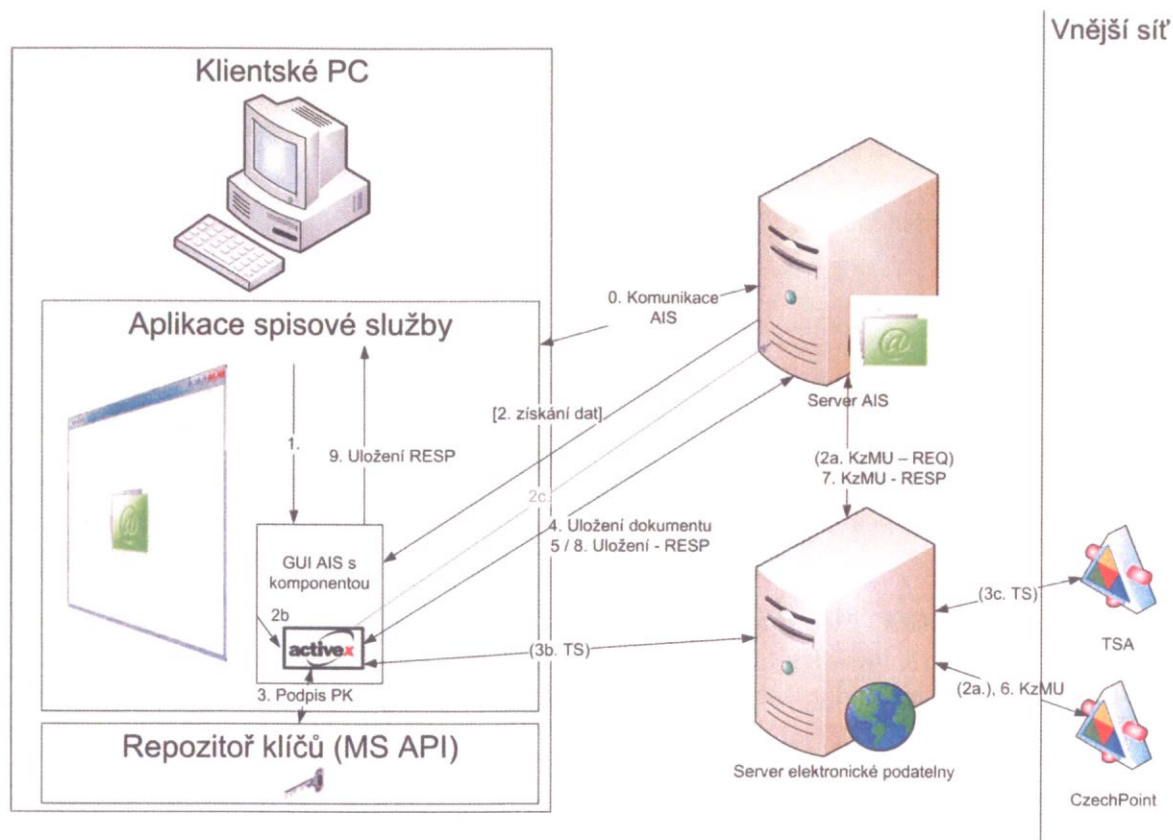 Vnější síť
Klientské PC
Aplikace spisové služby
0. Komunikace
AIS
Server AIS
[2. získání dat]
1.
9. Uložení RESP
(2a. KzMU – REQ)
7. KzMU - RESP
2c.
4. Uložení dokumentu
5 / 8. Uložení - RESP
GUI AIS s
komponentou
2b
activex
(3b. TS)
(3c. TS)
TSA
3. Podpis PK
(2a.), 6. KzMU
Repozitoř klíčů (MS API)
Server elektronické podatelny
CzechPoint